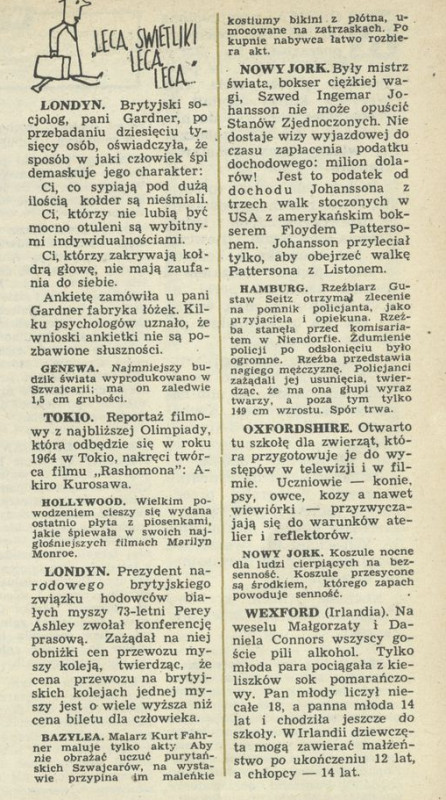 "LECĄ ŚWIETLIKI
LECĄ,
LECĄ..."
LONDYN. Brytyjski so-
cjolog, pani Gardner, po
przebadaniu dziesięciu ty-
sięcy osób, oświadczyła, że
sposób w jaki człowiek śpi
demaskuje jego charakter:
Ci, co sypiają pod dużą
ilością kołder są nieśmiali.
Ci, którzy nie lubią być
mocno otuleni są wybitny-
mi indywidualnościami.
Ci, którzy zakrywają koł-
drą głowę, nie mają zaufa-
nia do siebie.
Ankietę zamówiła u pani
Gardner fabryka łóżek. Kil-
ku psychologów uznało, że
wnioski ankietki nie są po-
zbawione słuszności.
GENEWA. Najmniejszy bu-
dzik świata wyprodukowano w
Szwajcarii; ma on zaledwie
1,5 cm grubości.
TOKIO. Reportaż filmo-
wy z najbliższej Olimpiady,
która odbędzie się w roku
1964 w Tokio, nakręci twór-
ca filmu „Rashomona": A-
kiro Kurosawa.
HOLLYWOOD. Wielkim po-
wodzeniem cieszy się wydana
ostatnio płyta z piosenkami,
jakie śpiewała w swoich naj-
głośniejszych filmach Marilyn
Monroe.
LONDYN. Prezydent na-
rodowego brytyjskiego
związku hodowców bia-
łych myszy 73-letni Perey
Ashley zwołał konferencję
prasową. Zażądał na niej
obniżki cen przewozu my-
szy koleją, twierdząc, że
cena przewozu na brytyj-
skich kolejach jednej my-
szy jest o wiele wyższa niż
cena biletu dla człowieka.
BAZYLEA. Malarz Kurt Fahr-
ner maluje tylko akty Aby
nie obrażać uczuć purytań-
skich Szwajcarów, na wysta-
wie przypina im maleńkie
kostiumy bikini z płótna, u-
mocowane na zatrzaskach. Po
kupnie nabywca łatwo rozbie-
ra akt.
NOWY JORK. Były mistrz
świata, bokser ciężkiej wa-
gi, Szwed Ingemar Jo-
hansson nie może opuścić
Stanów Zjednoczonych. Nie
dostaje wizy wyjazdowej do
czasu zapłacenia podatku
dochodowego: milion dola-
rów! Jest to podatek od
dochodu Johanssona z
trzech walk stoczonych w
USA z amerykańskim bok-
serem Floydem Patterso-
nem. Johansson przyleciał
tylko, aby obejrzeć walkę
Pattersona z Listonem.
HAMBURG. Rzeźbiarz Gu-
staw Seitz otrzymał zlecenie
na pomnik policjanta, jako
przyjaciela i opiekuna. Rzeź-
ba stanęła przed komisaria-
tem w Niendorfie. Zdumienie
policji po odsłonięciu było
ogromne. Rzeźba przedstawia
nagiego mężczyznę. Policjanci
zażądali jej usunięcia, twier-
dząc, że ma ona głupi wyraz
twarzy, a poza tym tylko
149 cm wzrostu. Spór trwa.
OXFORDSHIRE. Otwarto
tu szkołę dla zwierząt, któ-
ra przygotowuje je do wy-
stępów w telewizji i w fil-
mie. Uczniowie — konie,
psy, owce, kozy a nawet
wiewiórki — przyzwycza-
jają się do warunków ate-
lier i reflektorów.
NOWY JORK. Koszule nocne
dla ludzi cierpiących na bez-
senność. Koszule przesycone
są środkiem, którego zapach
powoduje senność.
WEXFORD (Irlandia). Na
weselu Małgorzaty i Da-
niela Connors wszyscy go-
ście pili alkohol. Tylko
młoda para pociągała z kie-
liszków sok pomarańczo-
wy. Pan młody liczył nie-
całe 18, a panna młoda 14
lat i chodziła jeszcze do
szkoły. W Irlandii dziewczę-
ta mogą zawierać małżeń-
stwo po ukończeniu 12 lat,
a chłopcy — 14 lat.